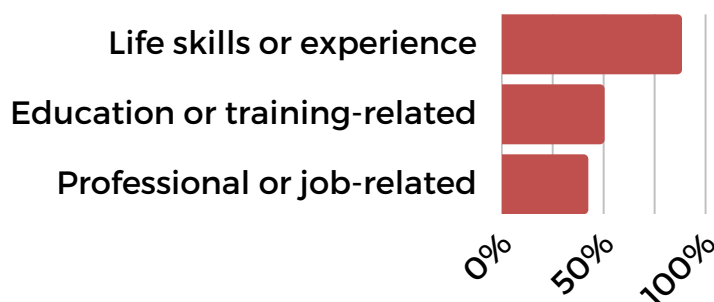 Life skills or experience
Education or training-related
Professional or job-related
0%
50%
100%